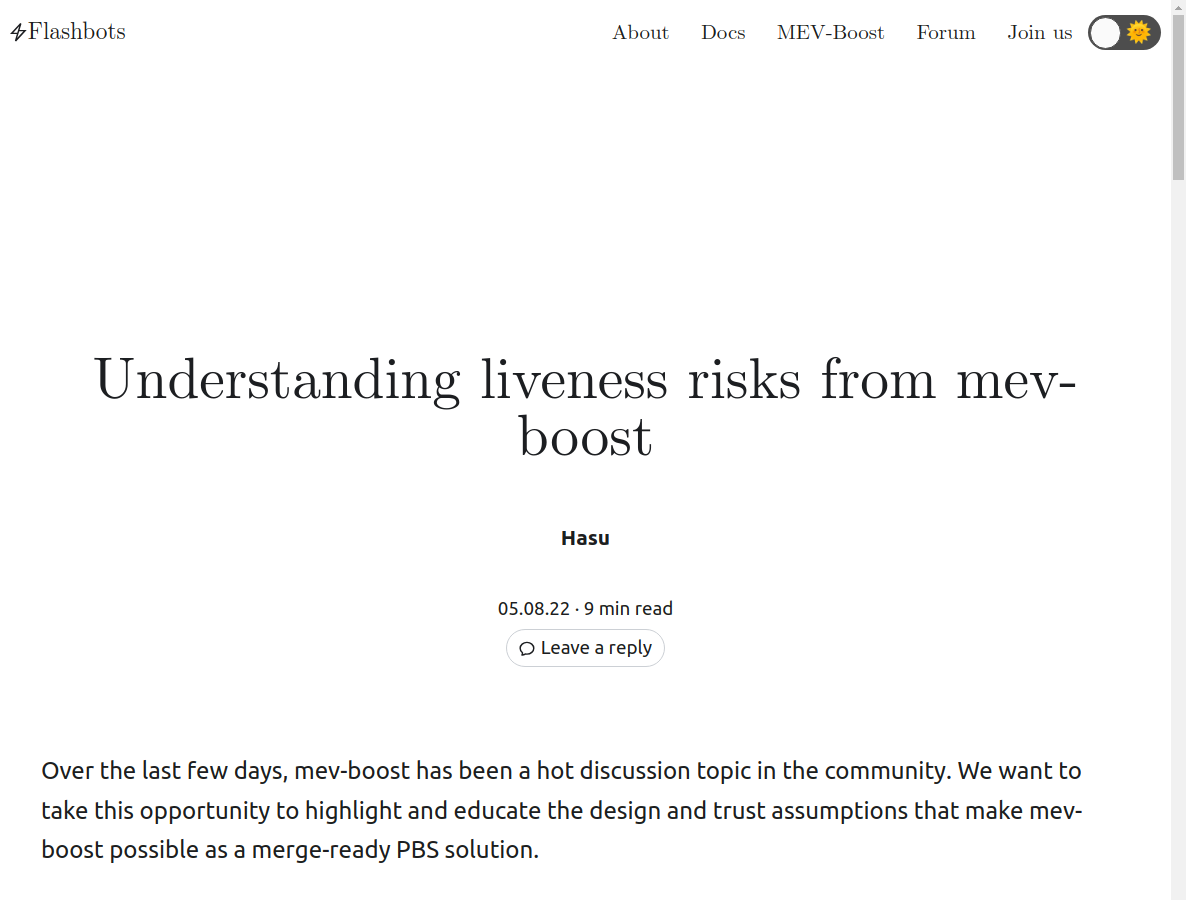 Flashbots
About Docs MEV-Boost Forum Join us
Understanding liveness risks from mev-
boost
Hasu
05.08.22 · 9 min read
Leave a reply
Over the last few days, mev-boost has been a hot discussion topic in the community. We want to
take this opportunity to highlight and educate the design and trust assumptions that make mev-
boost possible as a merge-ready PBS solution.